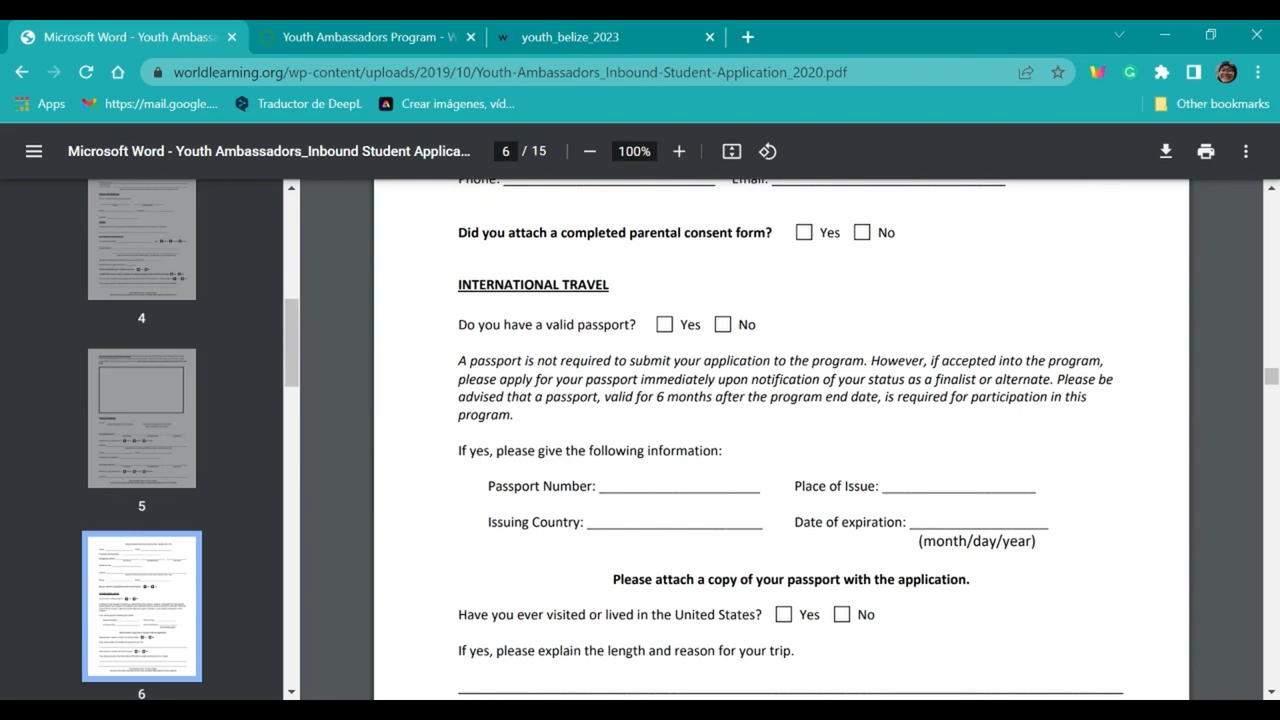 Microsoft Word - Youth Ambassa
Youth Ambassadors Program - W
youth_belize_2023
worldlearning.org/wp-content/uploads/2019/10/Youth-Ambassadors_Inbound-Student-Application_2020.pdf
Apps
https://mail.google....
Traductor de DeepL
Crear imágenes, víd...
Other bookmarks
Microsoft Word - Youth Ambassadors_Inbound Student Applica...
6 / 15
100%
4
5
6
Phone: Email:
Did you attach a completed parental consent form? Yes No
INTERNATIONAL TRAVEL
Do you have a valid passport? Yes No
A passport is not required to submit your application to the program. However, if accepted into the program,
please apply for your passport immediately upon notification of your status as a finalist or alternate. Please be
advised that a passport, valid for 6 months after the program end date, is required for participation in this
program.
If yes, please give the following information:
Passport Number: Place of Issue:
Issuing Country: Date of expiration:
(month/day/year)
Please attach a copy of your passport with the application.
Have you ever visited or lived in the United States? Yes No
If yes, please explain the length and reason for your trip.